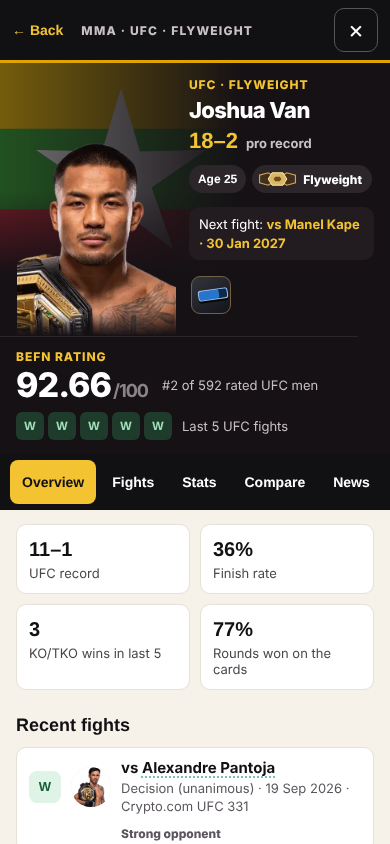 ← Back MMA · UFC · FLYWEIGHT ×
UFC · FLYWEIGHT
Joshua Van
18–2 pro record
Age 25 Flyweight
Next fight: vs Manel Kape
· 30 Jan 2027
BEFN RATING
92.66/100 #2 of 592 rated UFC men
W W W W W Last 5 UFC fights
Overview Fights Stats Compare News
11–1 36%
UFC record Finish rate
3 77%
KO/TKO wins in last 5 Rounds won on the
cards
Recent fights
W vs Alexandre Pantoja
Decision (unanimous) · 19 Sep 2026 ·
Crypto.com UFC 331
Strong opponent